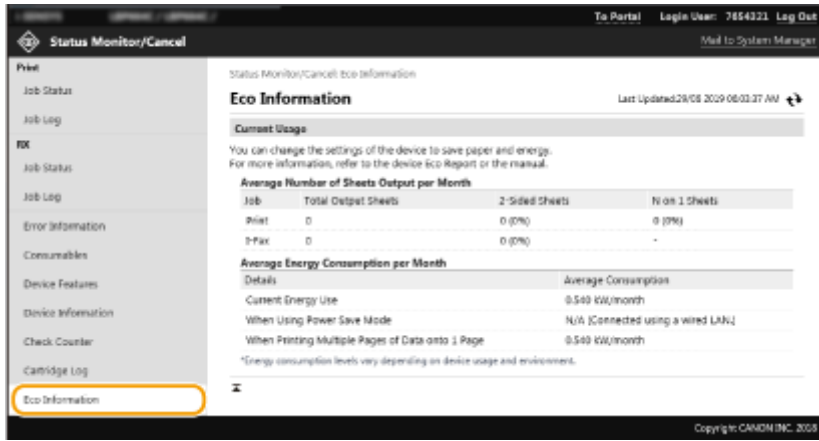 To Portal Login User: 7654321 Log Out
Status Monitor/Cancel
Mail to System Manager
Print
Job Status
Job Log
RX
Job Status
Job Log
Error Information
Consumables
Device Features
Device Information
Check Counter
Cartridge Log
Eco Information
Status Monitor/Cancel: Eco Information
Eco Information
Last Updated:29/08 2019 08:03:37 AM
Current Usage
You can change the settings of the device to save paper and energy.
For more information, refer to the device Eco Report or the manual.
Average Number of Sheets Output per Month
Job Total Output Sheets 2-Sided Sheets N on 1 Sheets
Print 0 0 (0%) 0 (0%)
I-Fax 0 0 (0%) -
Average Energy Consumption per Month
Details Average Consumption
Current Energy Use 0.540 kW/month
When Using Power Save Mode N/A (Connected using a wired LAN.)
When Printing Multiple Pages of Data onto 1 Page 0.540 kW/month
*Energy consumption levels vary depending on device usage and environment.
Copyright CANON INC. 2018